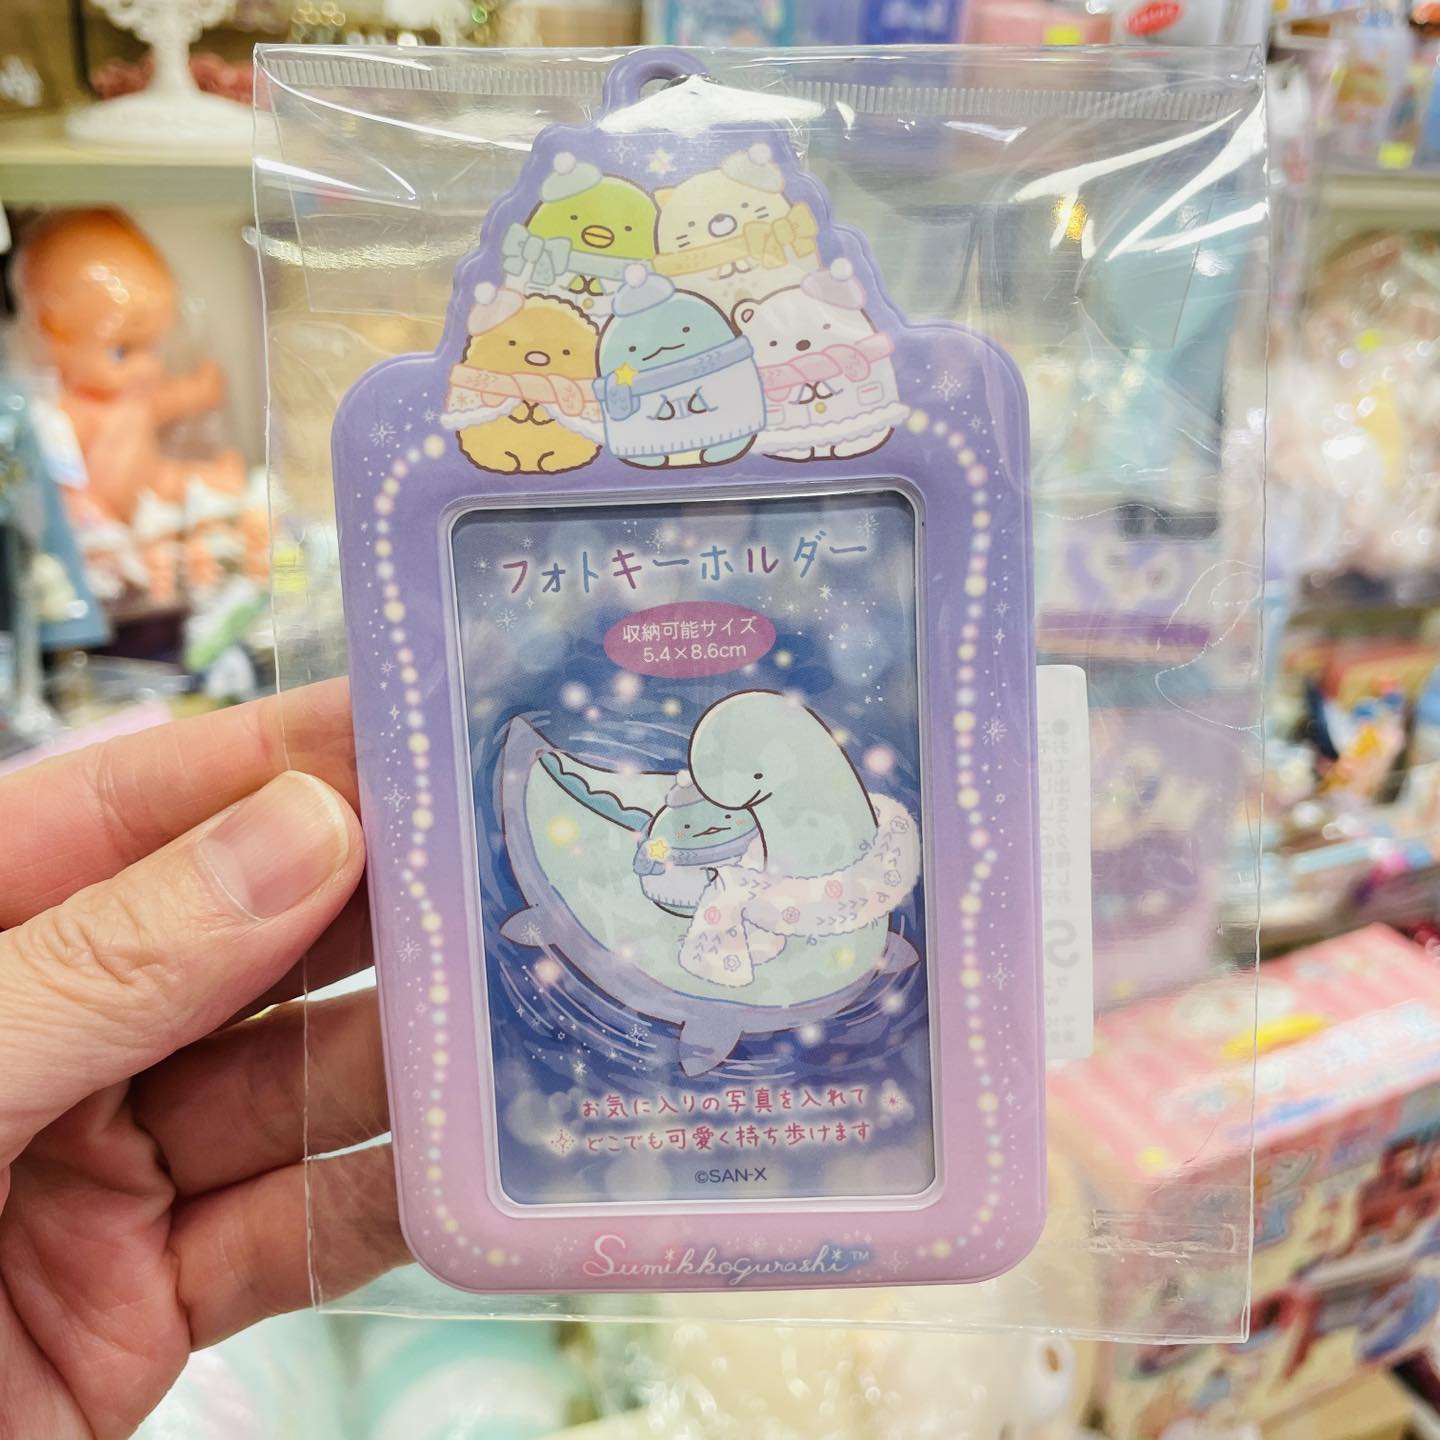 フォトキーホルダー
収納可能サイズ
5.4×8.6cm
お気に入りの写真を入れて
どこでも可愛く持ち歩けます
©SAN-X
Sumikkogurashi™